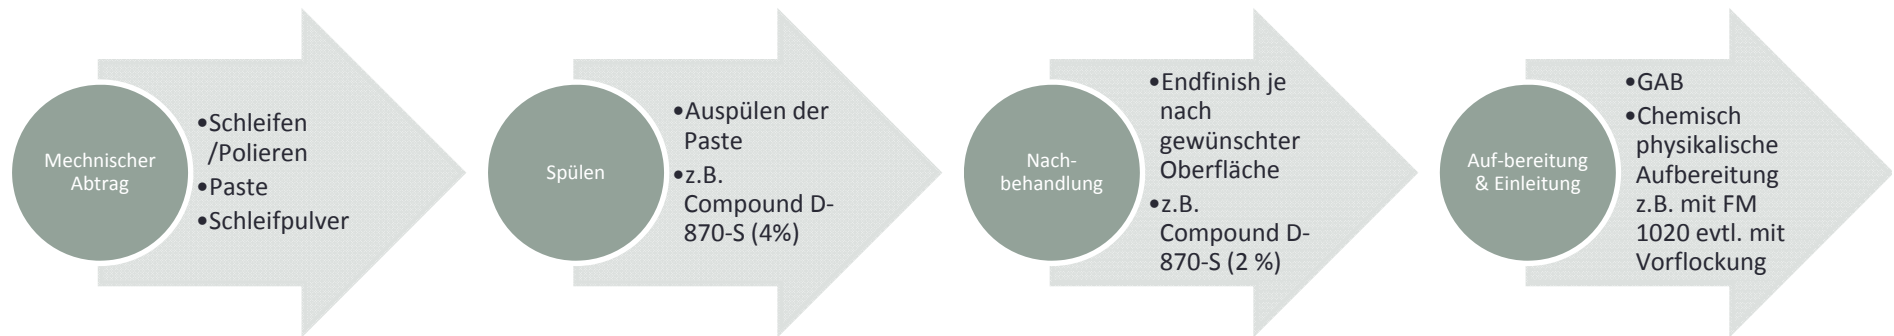 Mechnischer
Abtrag
•Schleifen
/Polieren
•Paste
•Schleifpulver
Spülen
•Auspülen der
Paste
•z.B.
Compound D-
870-S (4%)
Nach-
behandlung
•Endfinish je
nach
gewünschter
Oberfläche
•z.B.
Compound D-
870-S (2 %)
Auf-bereitung
& Einleitung
•GAB
•Chemisch
physikalische
Aufbereitung
z.B. mit FM
1020 evtl. mit
Vorflockung